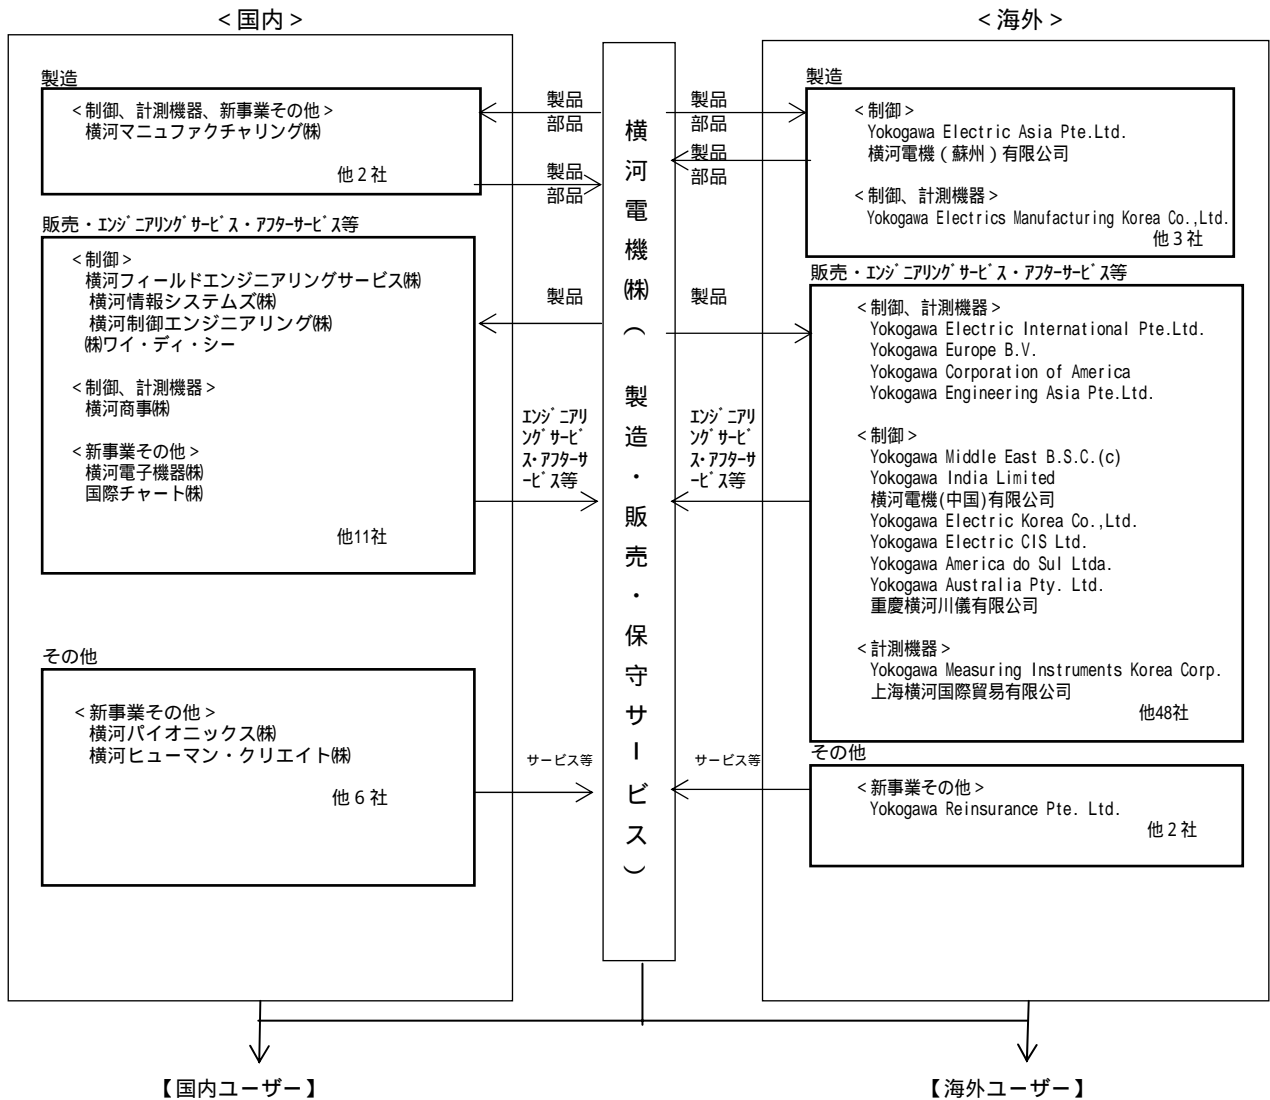 ＜国内＞
製造
＜制御、計測機器、新事業その他＞
横河マニュファクチャリング㈱
他２社
販売・ｴﾝｼﾞﾆｱﾘﾝｸﾞｻｰﾋﾞｽ・ｱﾌﾀｰｻｰﾋﾞｽ等
＜制御＞
横河フィールドエンジニアリングサービス㈱
横河情報システムズ㈱
横河制御エンジニアリング㈱
㈱ワイ・ディ・シー
＜制御、計測機器＞
横河商事㈱
＜新事業その他＞
横河電子機器㈱
国際チャート㈱
他11社
その他
＜新事業その他＞
横河パイオニックス㈱
横河ヒューマン・クリエイト㈱
他６社
製品
部品
製品
部品
製品
ｴﾝｼﾞﾆｱﾘ
ﾝｸﾞｻｰﾋﾞ
ｽ・ｱﾌﾀｰｻ
ｰﾋﾞｽ等
サービス等
横河電機㈱（製造・販売・保守サービス）
製品
部品
製品
部品
製品
ｴﾝｼﾞﾆｱﾘ
ﾝｸﾞｻｰﾋﾞ
ｽ・ｱﾌﾀｰｻ
ｰﾋﾞｽ等
サービス等
＜海外＞
製造
＜制御＞
Yokogawa Electric Asia Pte.Ltd.
横河電機（蘇州）有限公司
＜制御、計測機器＞
Yokogawa Electrics Manufacturing Korea Co.,Ltd.
他３社
販売・ｴﾝｼﾞﾆｱﾘﾝｸﾞｻｰﾋﾞｽ・ｱﾌﾀｰｻｰﾋﾞｽ等
＜制御、計測機器＞
Yokogawa Electric International Pte.Ltd.
Yokogawa Europe B.V.
Yokogawa Corporation of America
Yokogawa Engineering Asia Pte.Ltd.
＜制御＞
Yokogawa Middle East B.S.C.(c)
Yokogawa India Limited
横河電機(中国)有限公司
Yokogawa Electric Korea Co.,Ltd.
Yokogawa Electric CIS Ltd.
Yokogawa America do Sul Ltda.
Yokogawa Australia Pty. Ltd.
重慶横河川儀有限公司
＜計測機器＞
Yokogawa Measuring Instruments Korea Corp.
上海横河国際貿易有限公司
他48社
その他
＜新事業その他＞
Yokogawa Reinsurance Pte. Ltd.
他２社
【国内ユーザー】
【海外ユーザー】